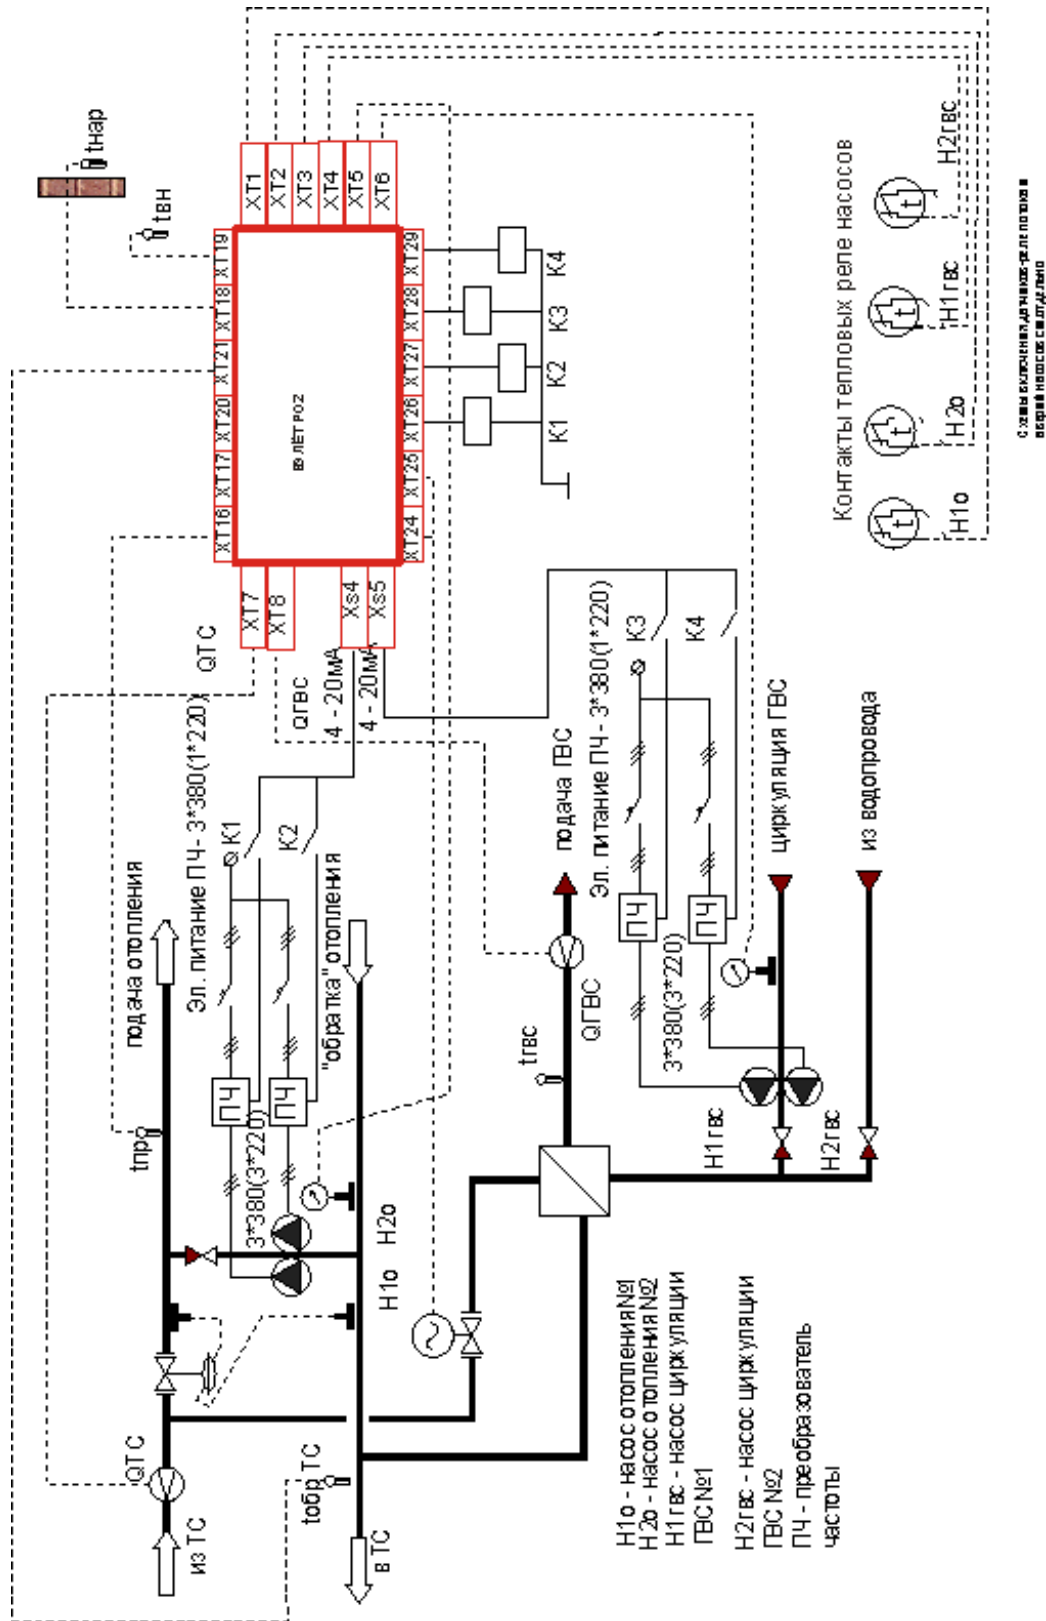 из ТС
QТС
tпр
подача отопления
Эл. питание ПЧ - 3*380(1*220)
K1
K2
ПЧ
ПЧ
3*380(3*220)
"обратка" отопления
H1о
H2о
tобр ТС
в ТС
QТС
QГВС
4 - 20мА
4 - 20мА
XT7
XT8
Xs4
Xs5
XT16
XT17
XT20
XT21
XT18
XT19
XT1
XT2
XT3
XT4
XT5
XT6
XT24
XT25
XT26
XT27
XT28
XT29
tвн
tнар
K1
K2
K3
K4
подача ГВС
QГВС
tгвс
Эл. питание ПЧ - 3*380(1*220)
K3
K4
ПЧ
ПЧ
3*380(3*220)
H1гвс
H2гвс
циркуляция ГВС
из водопровода
Контакты тепловых реле насосов
H1о
H2о
H1гвс
H2гвс
H1о - насос отопления№1
H2о - насос отопления №2
H1гвс - насос циркуляции
ГВС №1
H2гвс - насос циркуляции
ГВС №2
ПЧ - преобразователь
частоты